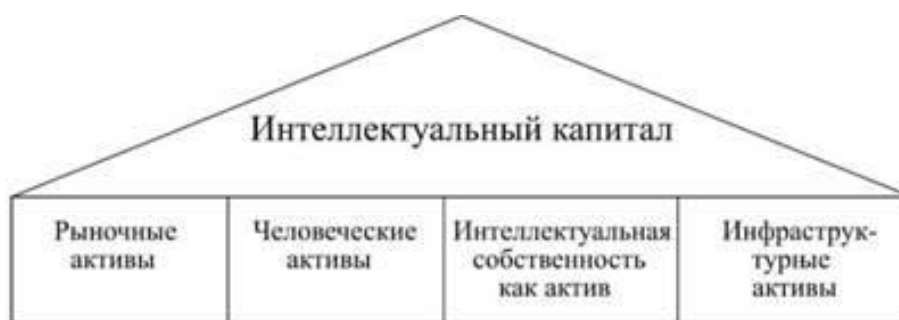 Интеллектуальный капитал
Рыночные
активы
Человеческие
активы
Интеллектуальная
собственность
как актив
Инфраструк-
турные
активы